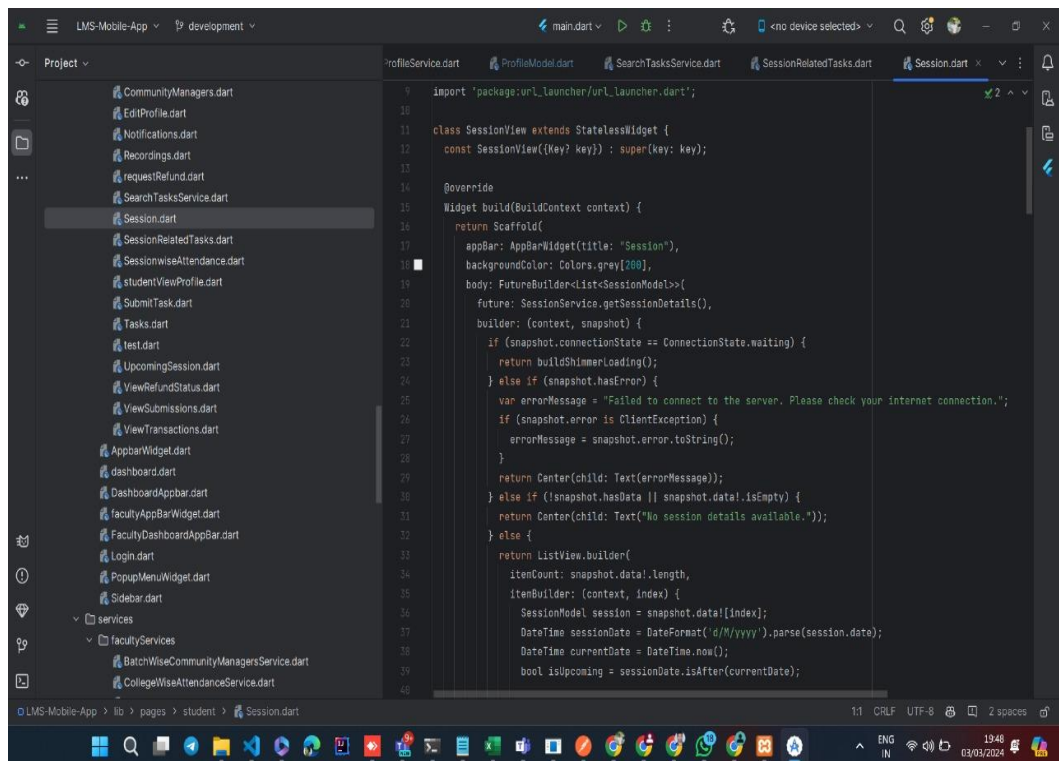 LMS-Mobile-App
development
main.dart
<no device selected>
Project
ProfileService.dart
ProfileModel.dart
SearchTasksService.dart
SessionRelatedTasks.dart
Session.dart
CommunityManagers.dart
EditProfile.dart
Notifications.dart
Recordings.dart
requestRefund.dart
SearchTasksService.dart
Session.dart
SessionRelatedTasks.dart
SessionwiseAttendance.dart
studentViewProfile.dart
SubmitTask.dart
Tasks.dart
test.dart
UpcomingSession.dart
ViewRefundStatus.dart
ViewSubmissions.dart
ViewTransactions.dart
AppbarWidget.dart
dashboard.dart
DashboardAppbar.dart
facultyAppBarWidget.dart
FacultyDashboardAppBar.dart
Login.dart
PopupMenuWidget.dart
Sidebar.dart
services
facultyServices
BatchWiseCommunityManagersService.dart
CollegeWiseAttendanceService.dart
2
9 import 'package:url_launcher/url_launcher.dart';
10
11 class SessionView extends StatelessWidget {
12 const SessionView({Key? key}) : super(key: key);
13
14 @override
15 Widget build(BuildContext context) {
16 return Scaffold(
17 appBar: AppBarWidget(title: "Session"),
18 backgroundColor: Colors.grey[200],
19 body: FutureBuilder<List<SessionModel>>(
20 future: SessionService.getSessionDetails(),
21 builder: (context, snapshot) {
22 if (snapshot.connectionState == ConnectionState.waiting) {
23 return buildShimmerLoading();
24 } else if (snapshot.hasError) {
25 var errorMessage = "Failed to connect to the server. Please check your internet connection.";
26 if (snapshot.error is ClientException) {
27 errorMessage = snapshot.error.toString();
28 }
29 return Center(child: Text(errorMessage));
30 } else if (!snapshot.hasData || snapshot.data!.isEmpty) {
31 return Center(child: Text("No session details available."));
32 } else {
33 return ListView.builder(
34 itemCount: snapshot.data!.length,
35 itemBuilder: (context, index) {
36 SessionModel session = snapshot.data![index];
37 DateTime sessionDate = DateFormat('d/M/yyyy').parse(session.date);
38 DateTime currentDate = DateTime.now();
39 bool isUpcoming = sessionDate.isAfter(currentDate);
40
LMS-Mobile-App > lib > pages > student > Session.dart
1:1 CRLF UTF-8 2 spaces
ENG
IN
19:48
03/03/2024